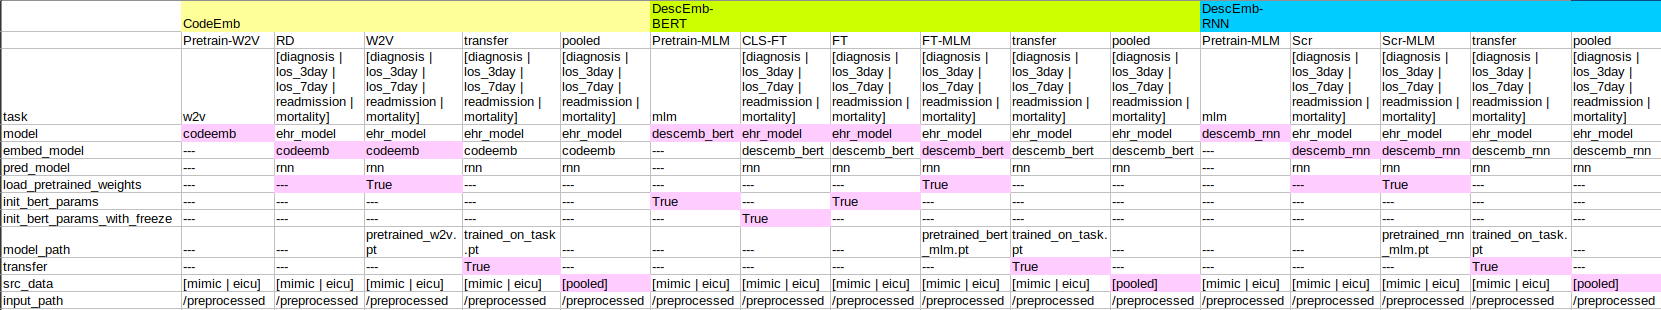 CodeEmb
DescEmb-
BERT
DescEmb-
RNN
Pretrain-W2V RD W2V transfer pooled Pretrain-MLM CLS-FT FT FT-MLM transfer pooled Pretrain-MLM Scr Scr-MLM transfer pooled
[diagnosis | [diagnosis | [diagnosis | [diagnosis | [diagnosis | [diagnosis | [diagnosis | [diagnosis | [diagnosis | [diagnosis | [diagnosis | [diagnosis | [diagnosis |
los_3day | los_3day | los_3day | los_3day | los_3day | los_3day | los_3day | los_3day | los_3day | los_3day | los_3day | los_3day | los_3day |
los_7day | los_7day | los_7day | los_7day | los_7day | los_7day | los_7day | los_7day | los_7day | los_7day | los_7day | los_7day | los_7day |
readmission | readmission | readmission | readmission | readmission | readmission | readmission | readmission | readmission | readmission | readmission | readmission | readmission |
task w2v mortality] mortality] mortality] mortality] mlm mortality] mortality] mortality] mortality] mortality] mlm mortality] mortality] mortality] mortality]
model codeemb ehr_model ehr_model ehr_model ehr_model descemb_bert ehr_model ehr_model ehr_model ehr_model ehr_model descemb_rnn ehr_model ehr_model ehr_model ehr_model
embed_model --- codeemb codeemb codeemb codeemb --- descemb_bert descemb_bert descemb_bert descemb_bert descemb_bert --- descemb_rnn descemb_rnn descemb_rnn descemb_rnn
pred_model --- rnn rnn rnn rnn --- rnn rnn rnn rnn rnn --- rnn rnn rnn rnn
load_pretrained_weights --- --- True --- --- --- --- --- True --- --- --- --- True --- ---
init_bert_params --- --- --- --- --- True --- True --- --- --- --- --- --- --- ---
init_bert_params_with_freeze --- --- --- --- --- --- True --- --- --- --- --- --- --- --- ---
pretrained_w2v. trained_on_task pretrained_bert trained_on_task. pretrained_rnn trained_on_task.
model_path --- --- pt .pt --- --- --- --- _mlm.pt pt --- --- --- _mlm.pt pt ---
transfer --- --- --- True --- --- --- --- --- True --- --- --- --- True ---
src_data [mimic | eicu] [mimic | eicu] [mimic | eicu] [mimic | eicu] [pooled] [mimic | eicu] [mimic | eicu] [mimic | eicu] [mimic | eicu] [mimic | eicu] [pooled] [mimic | eicu] [mimic | eicu] [mimic | eicu] [mimic | eicu] [pooled]
input_path /preprocessed /preprocessed /preprocessed /preprocessed /preprocessed /preprocessed /preprocessed /preprocessed /preprocessed /preprocessed /preprocessed /preprocessed /preprocessed /preprocessed /preprocessed /preprocessed